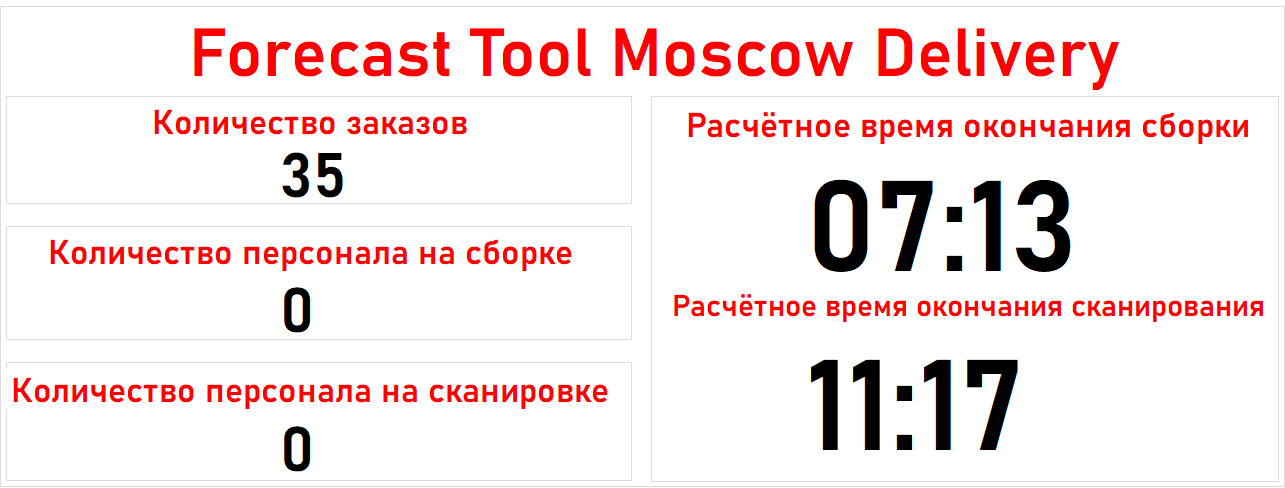 Forecast Tool Moscow Delivery
Количество заказов
35
Количество персонала на сборке
0
Количество персонала на сканировке
0
Расчётное время окончания сборки
07:13
Расчётное время окончания сканирования
11:17